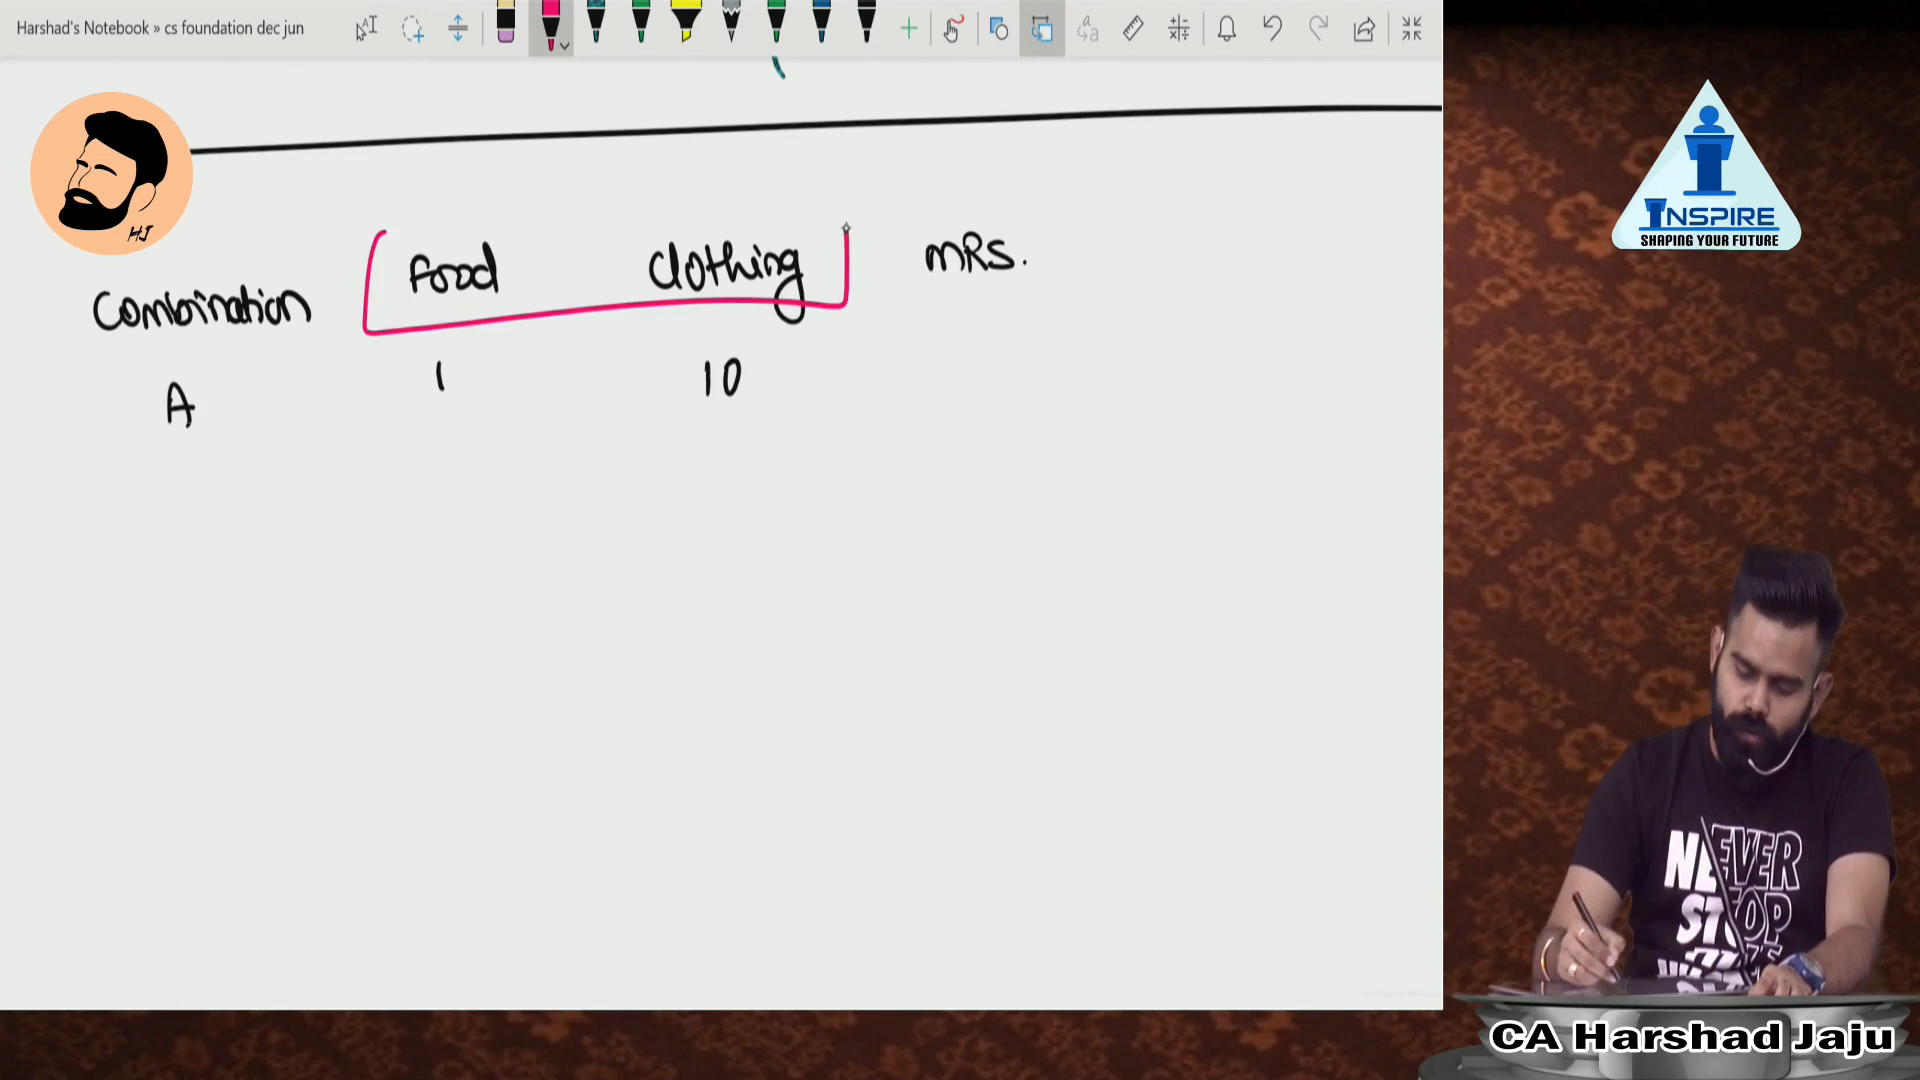 Harshad's Notebook » cs foundation dec jun
HJ
INSPIRE
SHAPING YOUR FUTURE
Combination Food Clothing MRS.
A 1 10
NEVER
STOP
CA Harshad Jaju